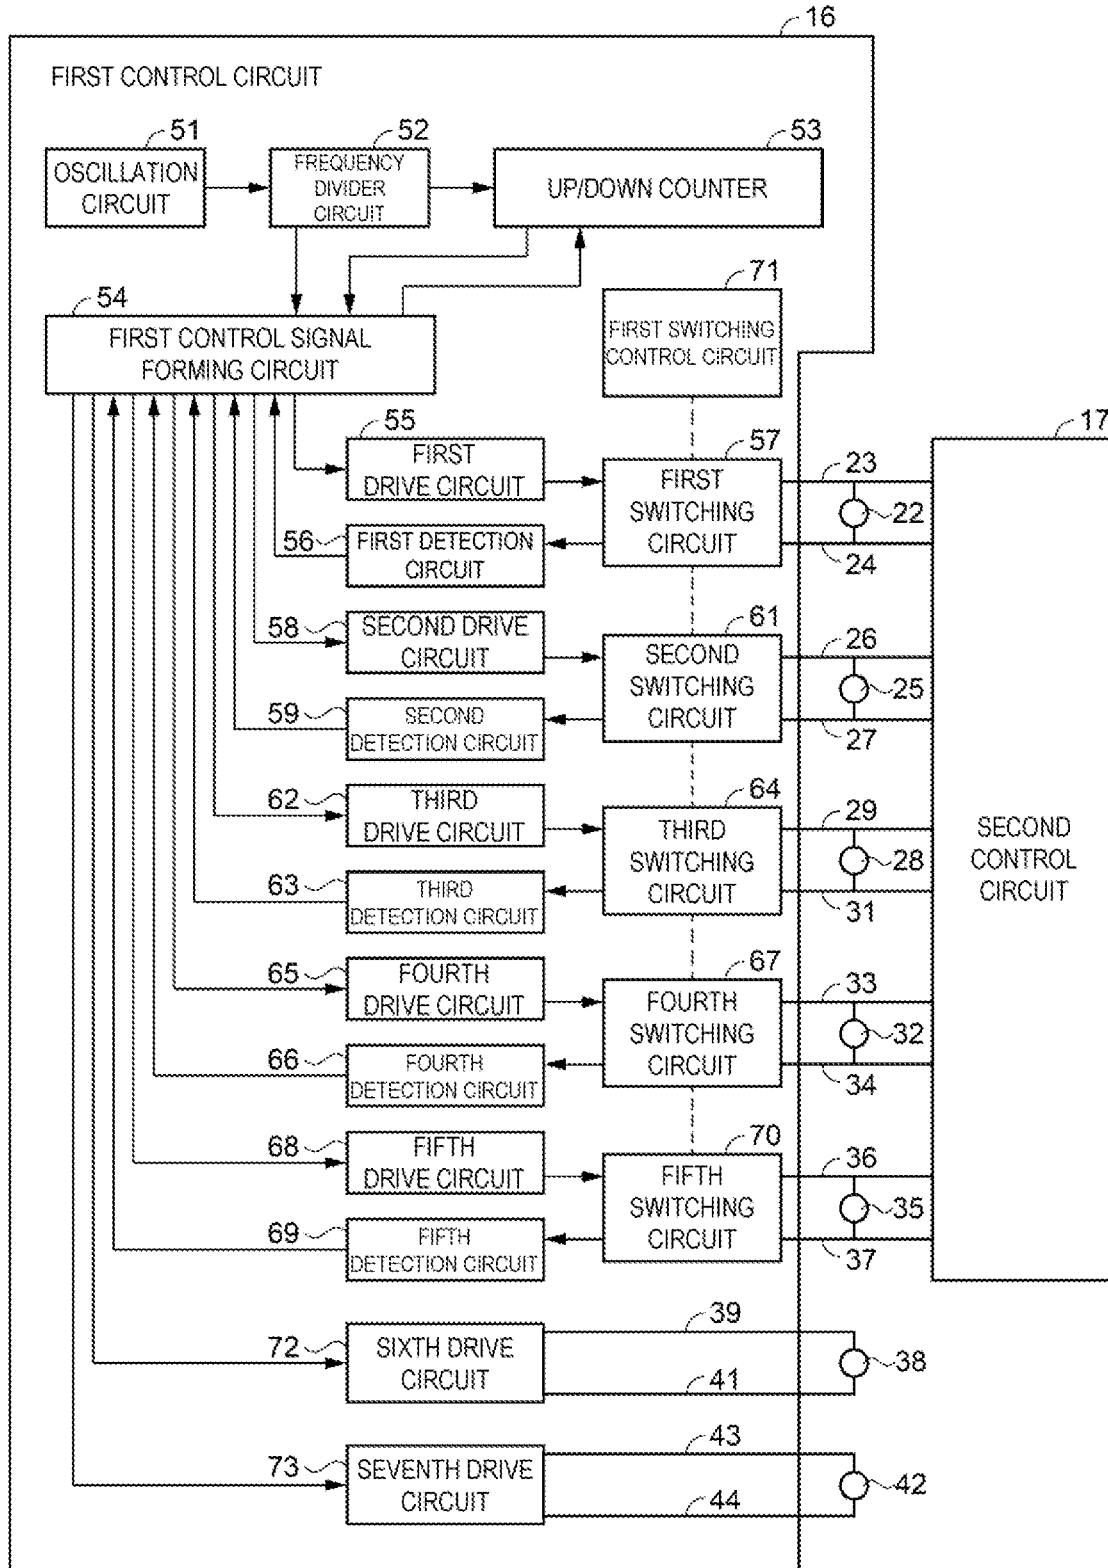 16
FIRST CONTROL CIRCUIT
51
52
53
OSCILLATION
CIRCUIT
FREQUENCY
DIVIDER
CIRCUIT
UP/DOWN COUNTER
54
71
FIRST CONTROL SIGNAL
FORMING CIRCUIT
FIRST SWITCHING
CONTROL CIRCUIT
55
57
17
FIRST
DRIVE CIRCUIT
FIRST
SWITCHING
CIRCUIT
23
22
24
56
FIRST DETECTION
CIRCUIT
58
SECOND DRIVE
CIRCUIT
61
SECOND
SWITCHING
CIRCUIT
26
25
27
59
SECOND
DETECTION CIRCUIT
62
THIRD
DRIVE CIRCUIT
64
THIRD
SWITCHING
CIRCUIT
29
28
31
SECOND
CONTROL
CIRCUIT
63
THIRD
DETECTION CIRCUIT
65
FOURTH
DRIVE CIRCUIT
67
FOURTH
SWITCHING
CIRCUIT
33
32
34
66
FOURTH
DETECTION CIRCUIT
68
FIFTH
DRIVE CIRCUIT
70
FIFTH
SWITCHING
CIRCUIT
36
35
37
69
FIFTH
DETECTION CIRCUIT
72
SIXTH DRIVE
CIRCUIT
39
38
41
73
SEVENTH DRIVE
CIRCUIT
43
42
44